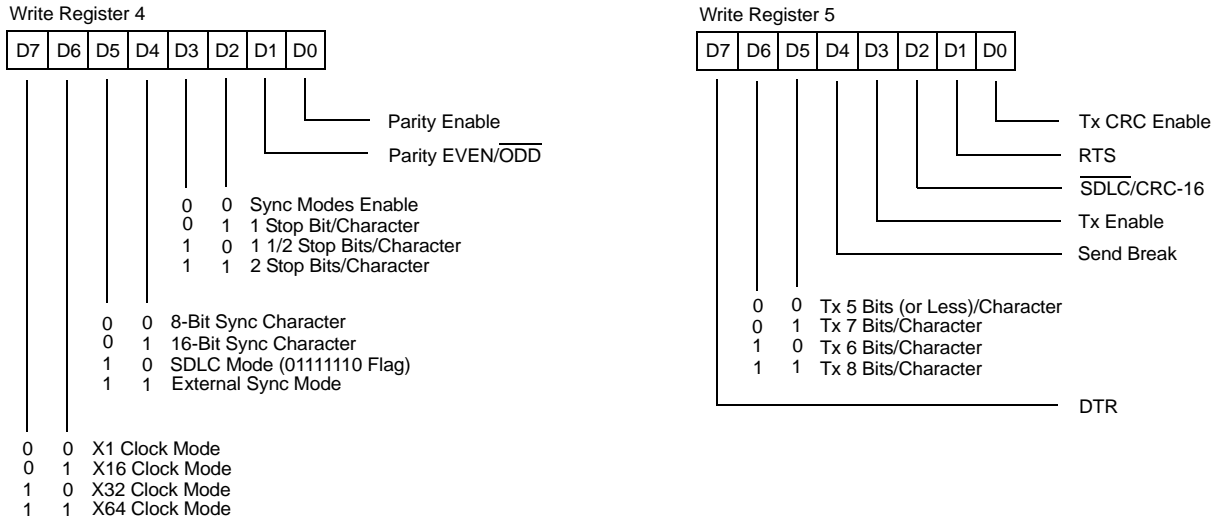 Write Register 4
D7 D6 D5 D4 D3 D2 D1 D0
Parity Enable
Parity EVEN/ODD
0 0 Sync Modes Enable
0 1 1 Stop Bit/Character
1 0 1 1/2 Stop Bits/Character
1 1 2 Stop Bits/Character
0 0 8-Bit Sync Character
0 1 16-Bit Sync Character
1 0 SDLC Mode (01111110 Flag)
1 1 External Sync Mode
0 0 X1 Clock Mode
0 1 X16 Clock Mode
1 0 X32 Clock Mode
1 1 X64 Clock Mode
Write Register 5
D7 D6 D5 D4 D3 D2 D1 D0
Tx CRC Enable
RTS
SDLC/CRC-16
Tx Enable
Send Break
0 0 Tx 5 Bits (or Less)/Character
0 1 Tx 7 Bits/Character
1 0 Tx 6 Bits/Character
1 1 Tx 8 Bits/Character
DTR